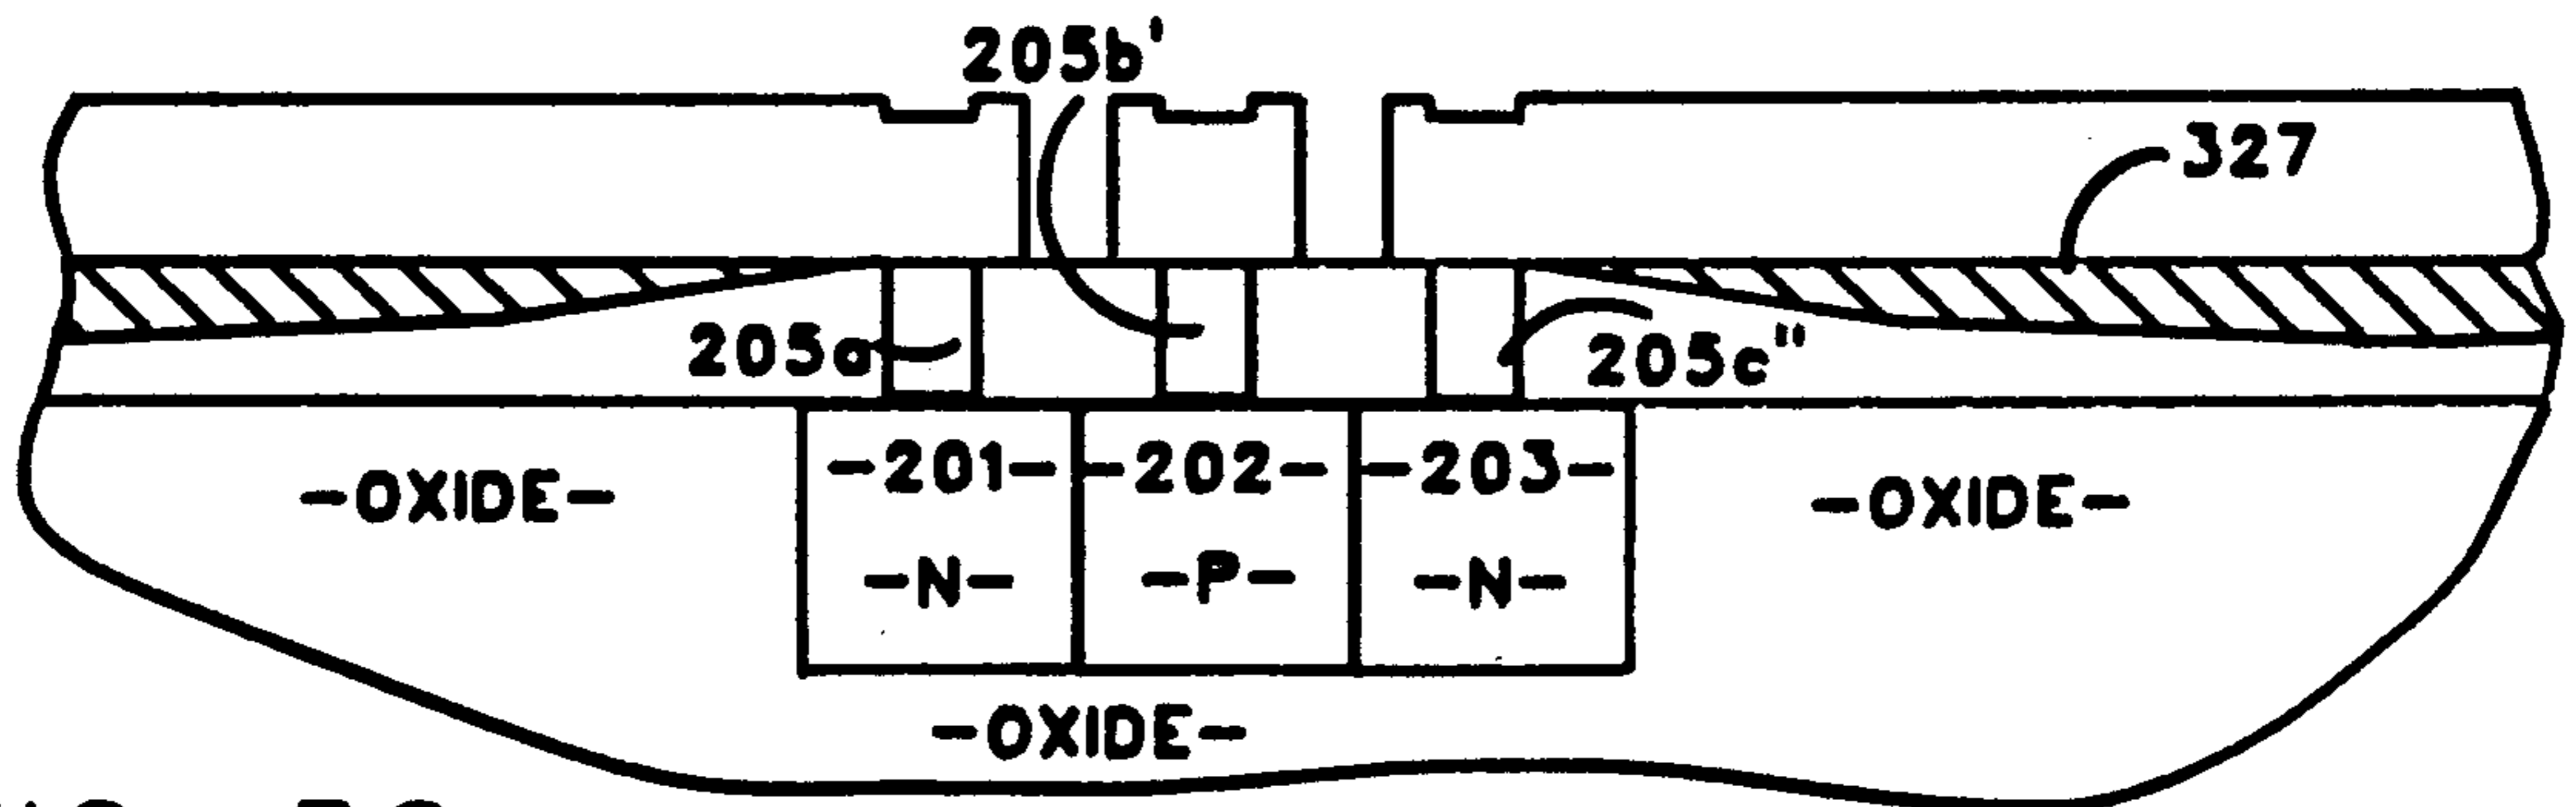 205b'
327
205a
205c"
-201- -202- -203-
-OXIDE- -OXIDE-
-N- -P- -N-
-OXIDE-